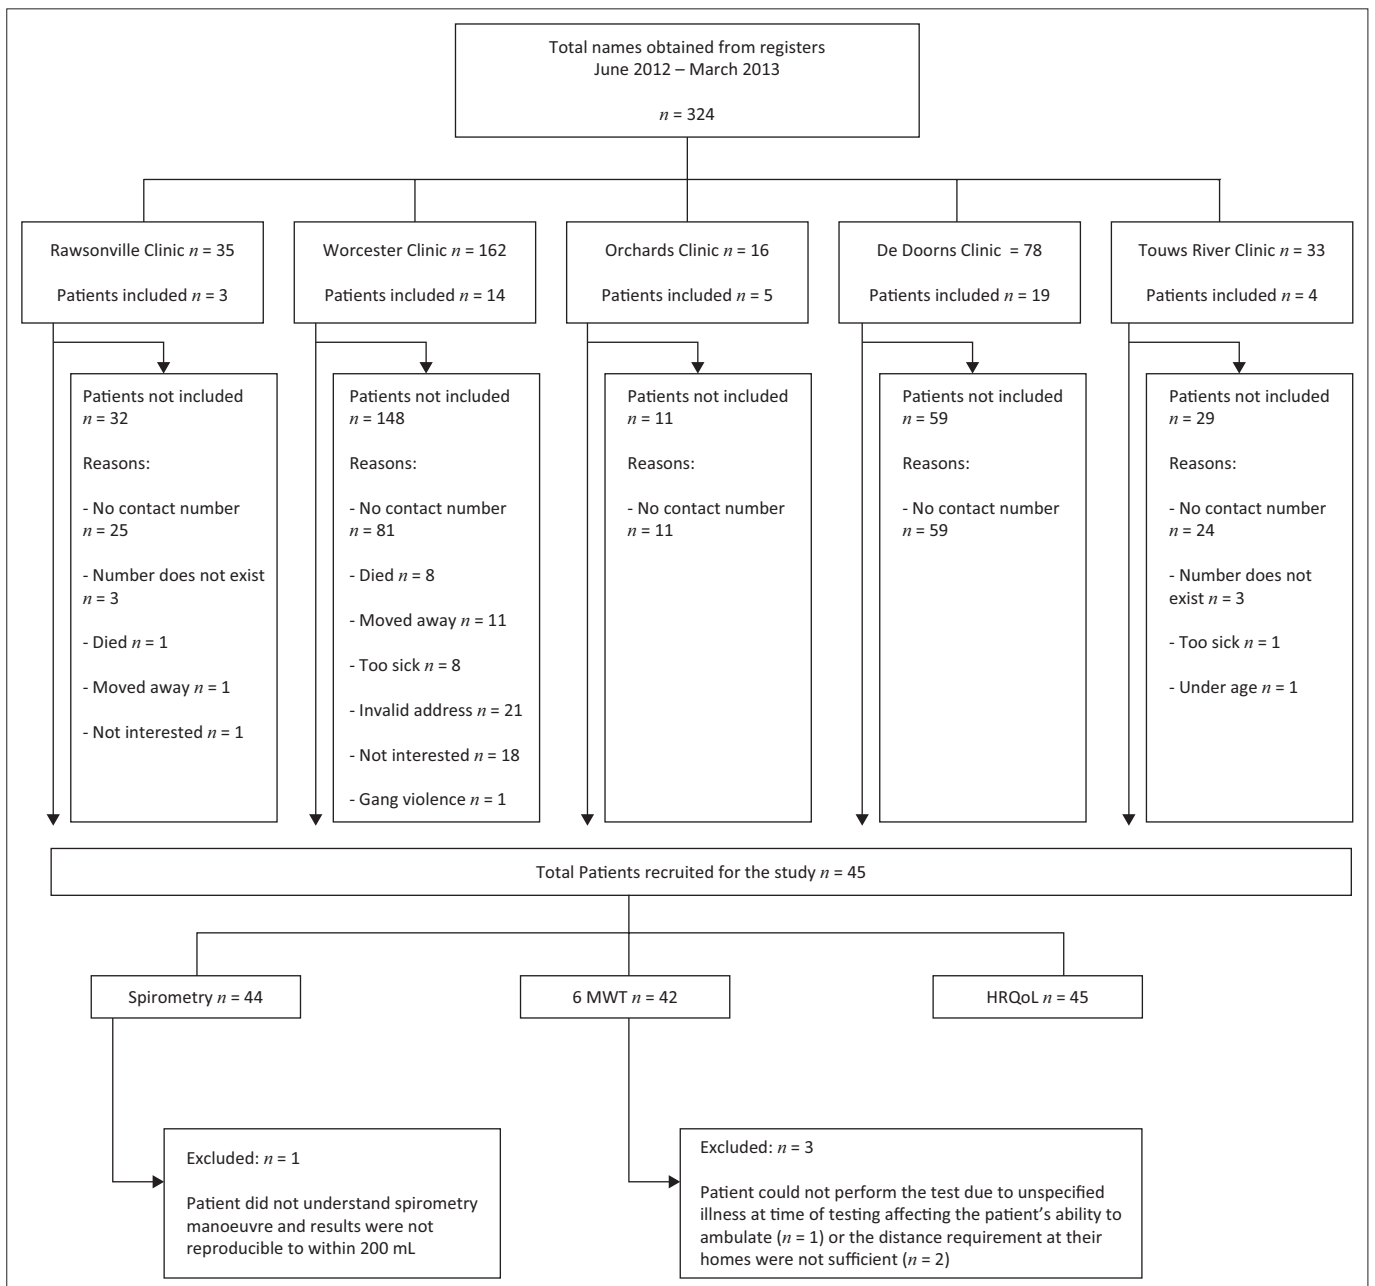 Total names obtained from registers
June 2012 – March 2013
n = 324
Rawsonville Clinic n = 35
Patients included n = 3
Worcester Clinic n = 162
Patients included n = 14
Orchards Clinic n = 16
Patients included n = 5
De Doorns Clinic = 78
Patients included n = 19
Touws River Clinic n = 33
Patients included n = 4
Patients not included
n = 32
Reasons:
- No contact number
n = 25
- Number does not exist
n = 3
- Died n = 1
- Moved away n = 1
- Not interested n = 1
Patients not included
n = 148
Reasons:
- No contact number
n = 81
- Died n = 8
- Moved away n = 11
- Too sick n = 8
- Invalid address n = 21
- Not interested n = 18
- Gang violence n = 1
Patients not included
n = 11
Reasons:
- No contact number
n = 11
Patients not included
n = 59
Reasons:
- No contact number
n = 59
Patients not included
n = 29
Reasons:
- No contact number
n = 24
- Number does not
exist n = 3
- Too sick n = 1
- Under age n = 1
Total Patients recruited for the study n = 45
Spirometry n = 44
6 MWT n = 42
HRQoL n = 45
Excluded: n = 1
Patient did not understand spirometry
manoeuvre and results were not
reproducible to within 200 mL
Excluded: n = 3
Patient could not perform the test due to unspecified
illness at time of testing affecting the patient's ability to
ambulate (n = 1) or the distance requirement at their
homes were not sufficient (n = 2)